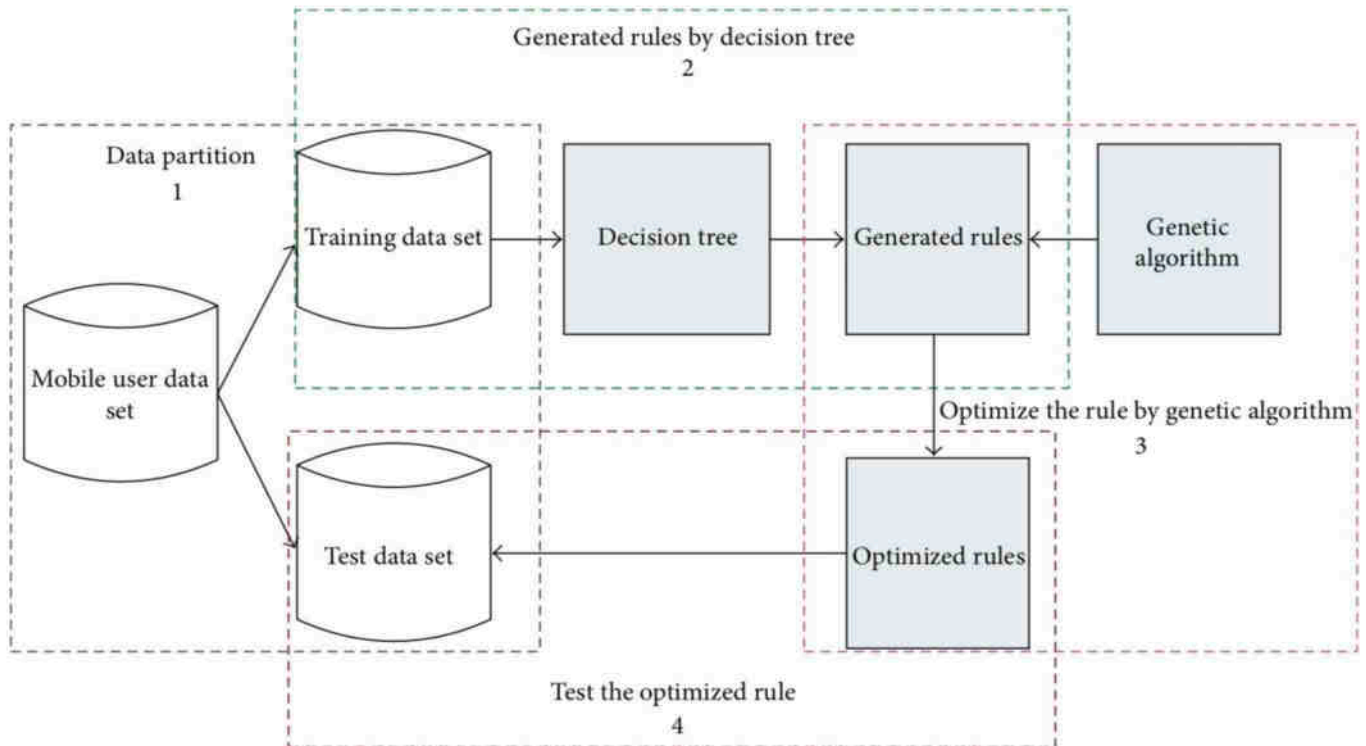 Generated rules by decision tree
2
Data partition
1
Training data set
Decision tree
Generated rules
Genetic
algorithm
Mobile user data
set
Optimize the rule by genetic algorithm
3
Test data set
Optimized rules
Test the optimized rule
4